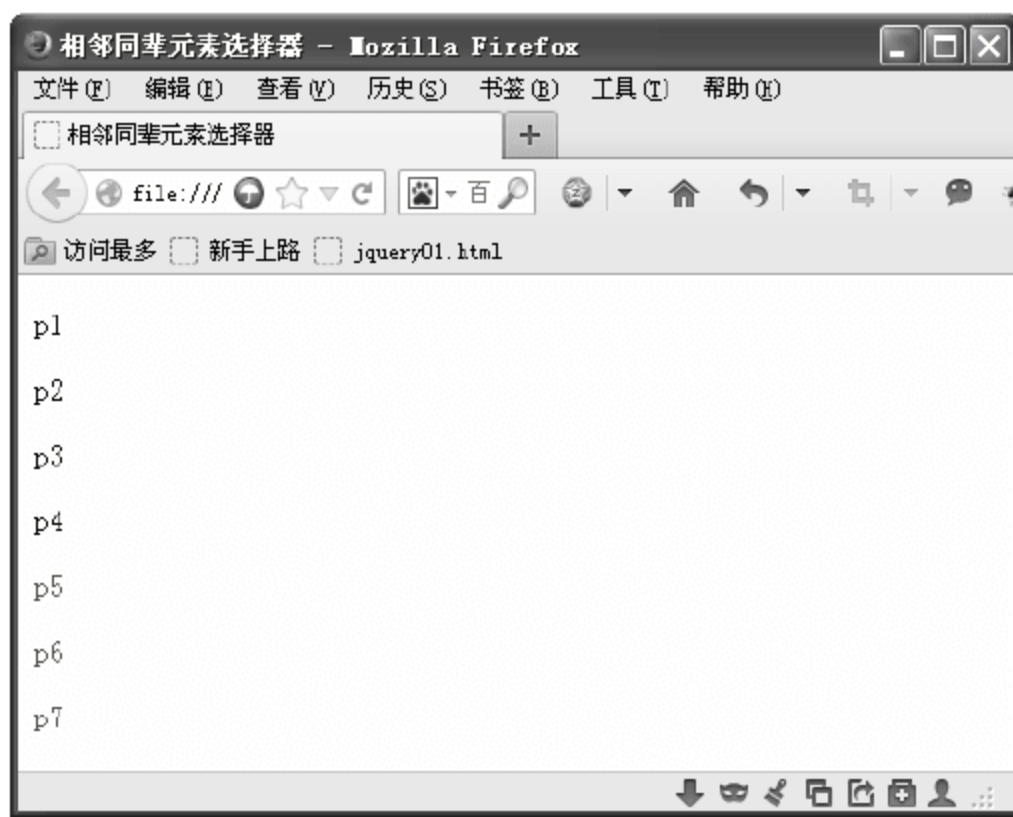 相邻同辈元素选择器 - Mozilla Firefox
文件(F) 编辑(E) 查看(V) 历史(S) 书签(B) 工具(T) 帮助(H)
相邻同辈元素选择器 +
file:/// 百
访问最多 新手上路 jquery01.html
p1
p2
p3
p4
p5
p6
p7